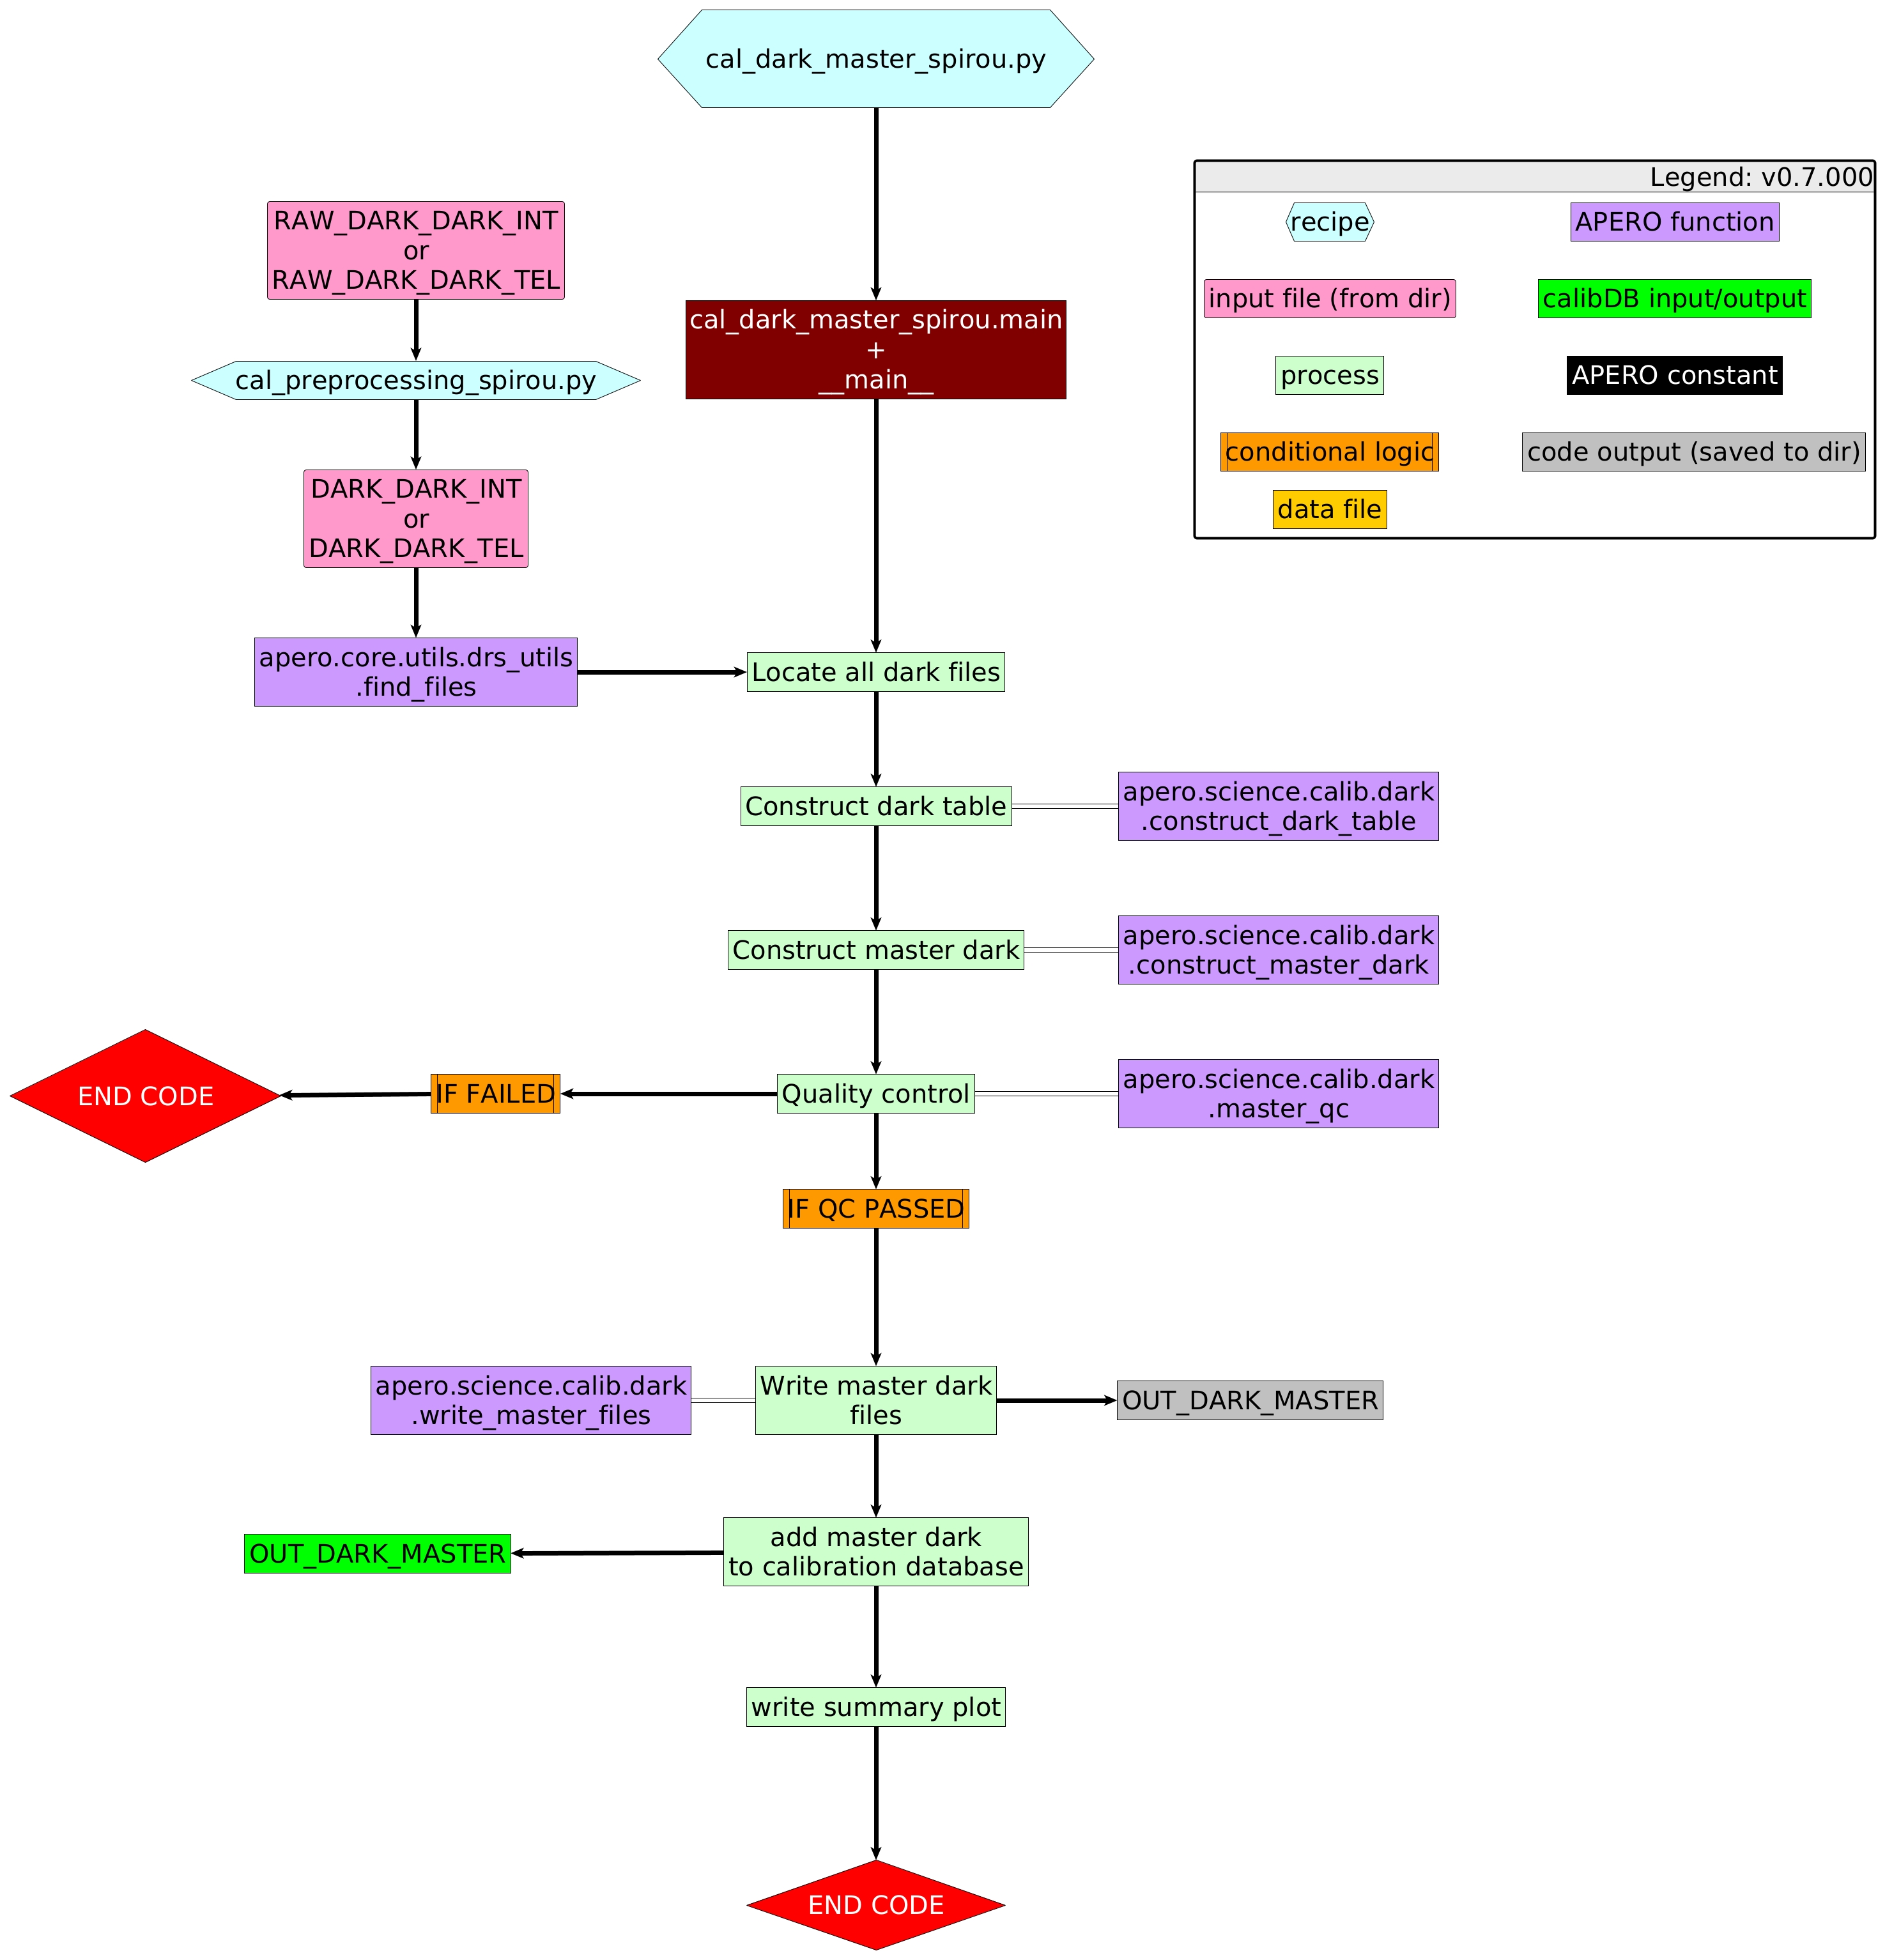 cal_dark_master_spirou.py
Legend: v0.7.000
recipe
APERO function
input file (from dir)
calibDB input/output
process
APERO constant
conditional logic
code output (saved to dir)
data file
RAW_DARK_DARK_INT
or
RAW_DARK_DARK_TEL
cal_preprocessing_spirou.py
cal_dark_master_spirou.main
+
__main__
DARK_DARK_INT
or
DARK_DARK_TEL
apero.core.utils.drs_utils
.find_files
Locate all dark files
Construct dark table
apero.science.calib.dark
.construct_dark_table
Construct master dark
apero.science.calib.dark
.construct_master_dark
END CODE
IF FAILED
Quality control
apero.science.calib.dark
.master_qc
IF QC PASSED
apero.science.calib.dark
.write_master_files
Write master dark
files
OUT_DARK_MASTER
OUT_DARK_MASTER
add master dark
to calibration database
write summary plot
END CODE